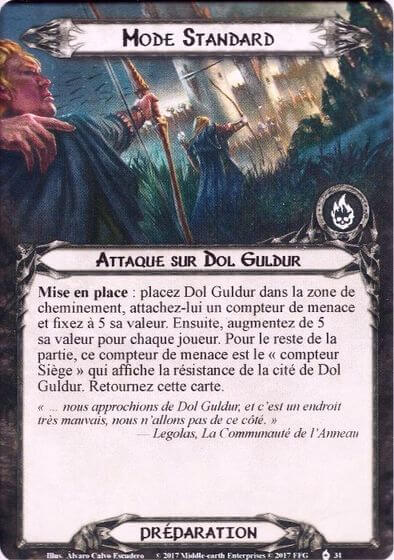 Mode Standard
Attaque sur Dol Guldur
Mise en place : placez Dol Guldur dans la zone de
cheminement, attachez-lui un compteur de menace
et fixez à 5 sa valeur. Ensuite, augmentez de 5
sa valeur pour chaque joueur. Pour le reste de la
partie, ce compteur de menace est le « compteur
Siège » qui affiche la résistance de la cité de Dol
Guldur. Retournez cette carte.
« ... nous approchions de Dol Guldur, et c'est un endroit
très mauvais, nous n'allons pas de ce côté. »
— Legolas, La Communauté de l'Anneau
PRÉPARATION
Illus. Álvaro Calvo Escudero © 2017 Middle-earth Enterprises © 2017 FFG 31